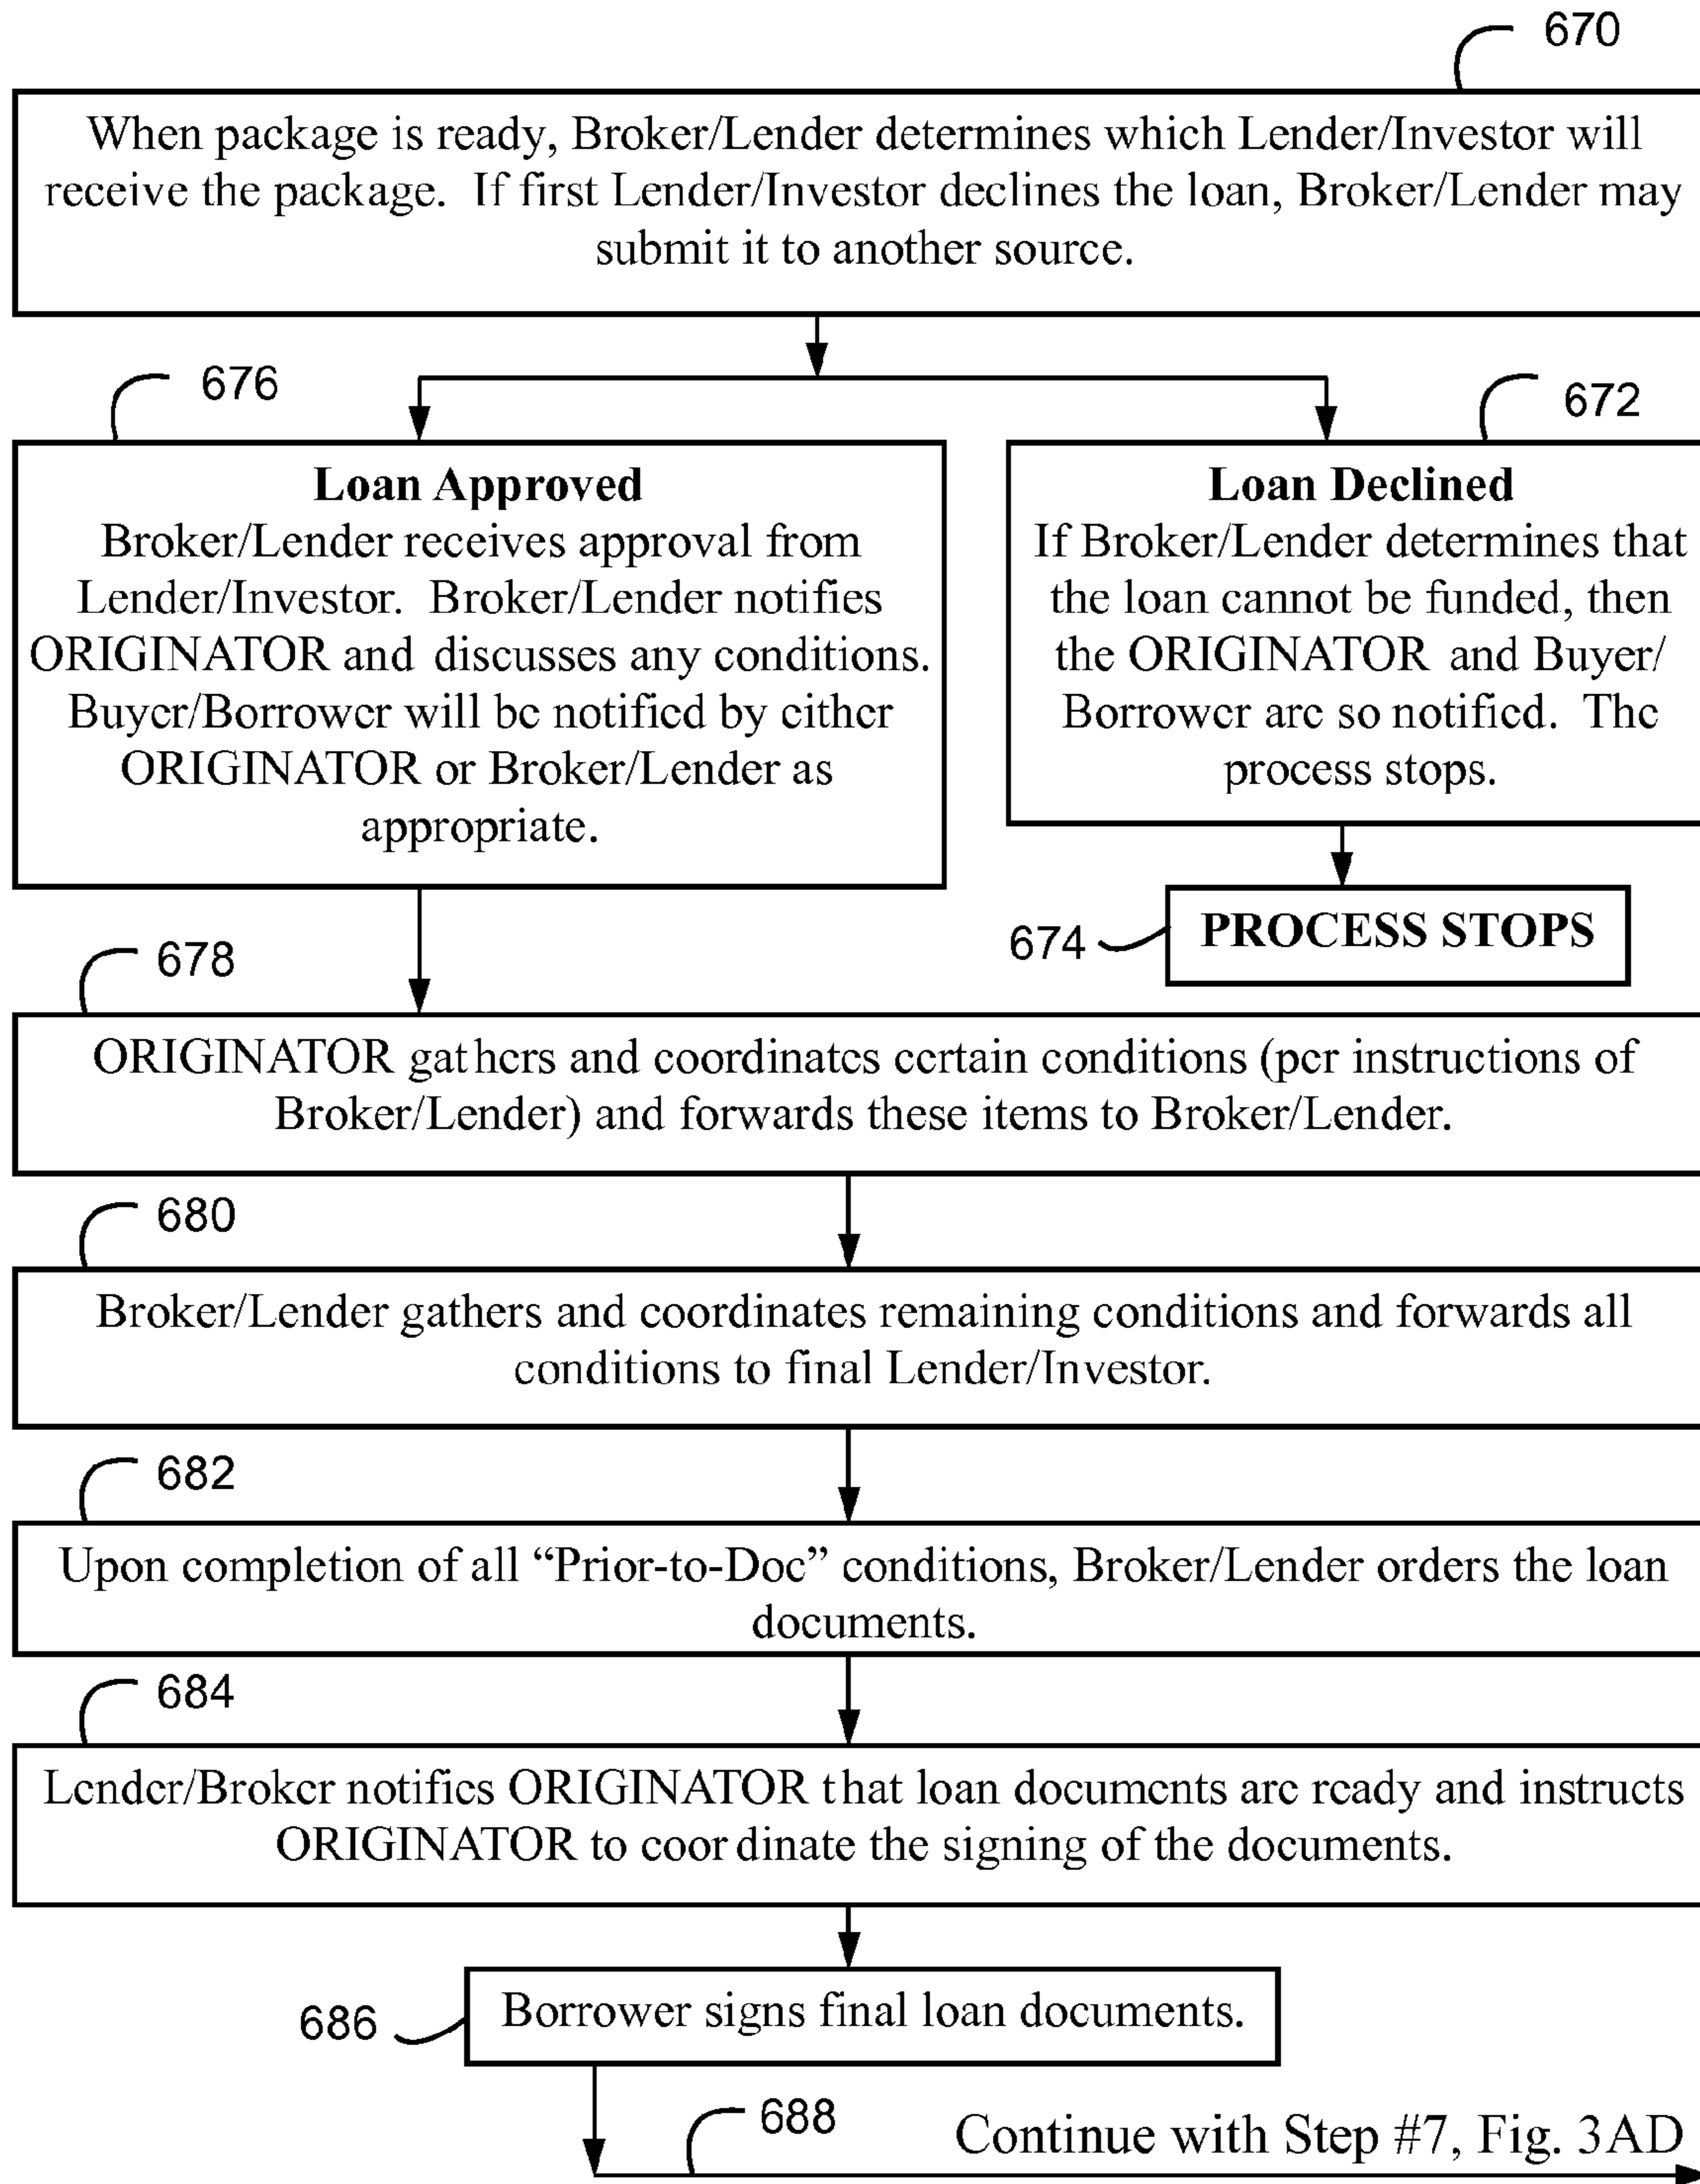 670
When package is ready, Broker/Lender determines which Lender/Investor will
receive the package. If first Lender/Investor declines the loan, Broker/Lender may
submit it to another source.
676
672
Loan Approved
Broker/Lender receives approval from
Lender/Investor. Broker/Lender notifies
ORIGINATOR and discusses any conditions.
Buyer/Borrower will be notified by either
ORIGINATOR or Broker/Lender as
appropriate.
Loan Declined
If Broker/Lender determines that
the loan cannot be funded, then
the ORIGINATOR and Buyer/
Borrower are so notified. The
process stops.
674
PROCESS STOPS
678
ORIGINATOR gathers and coordinates certain conditions (per instructions of
Broker/Lender) and forwards these items to Broker/Lender.
680
Broker/Lender gathers and coordinates remaining conditions and forwards all
conditions to final Lender/Investor.
682
Upon completion of all “Prior-to-Doc” conditions, Broker/Lender orders the loan
documents.
684
Lender/Broker notifies ORIGINATOR that loan documents are ready and instructs
ORIGINATOR to coordinate the signing of the documents.
686
Borrower signs final loan documents.
688
Continue with Step #7, Fig. 3AD